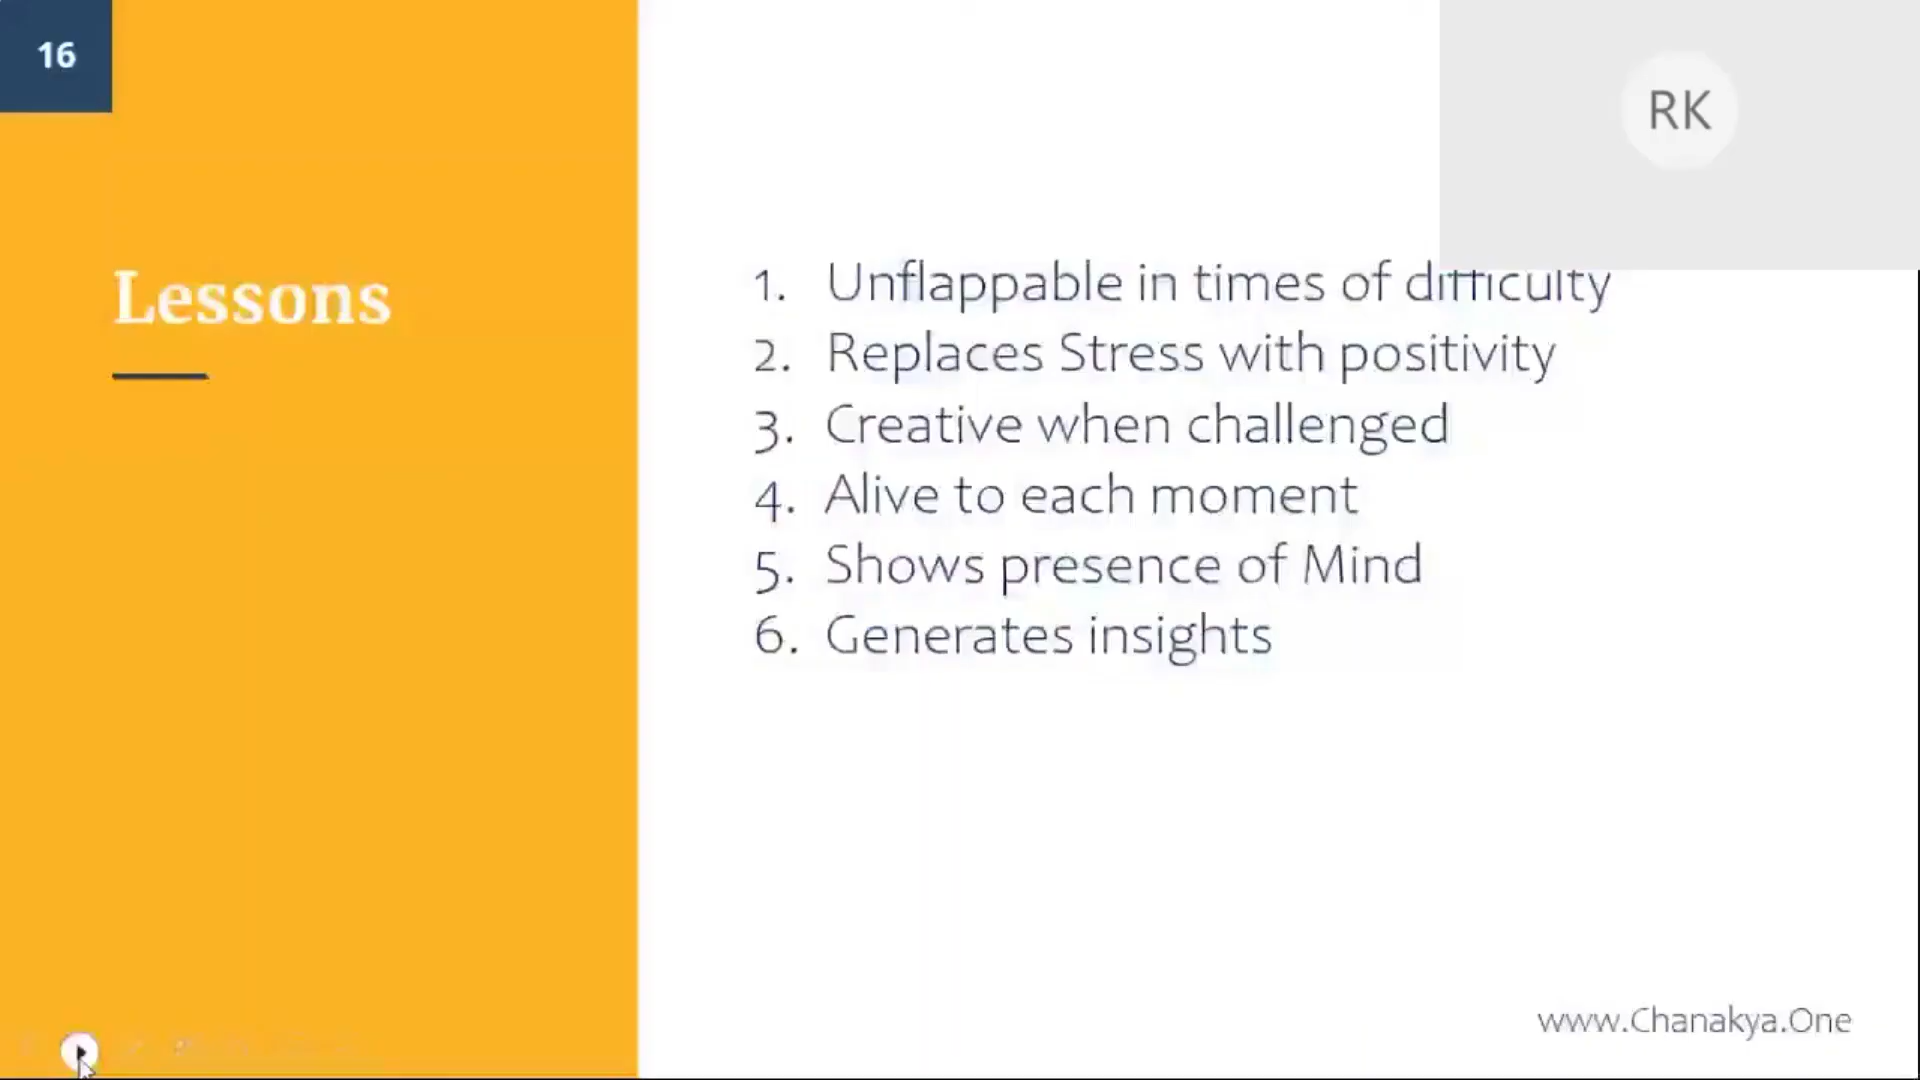 16
RK
Lessons
1. Unflappable in times of difficulty
2. Replaces Stress with positivity
3. Creative when challenged
4. Alive to each moment
5. Shows presence of Mind
6. Generates insights
www.Chanakya.One